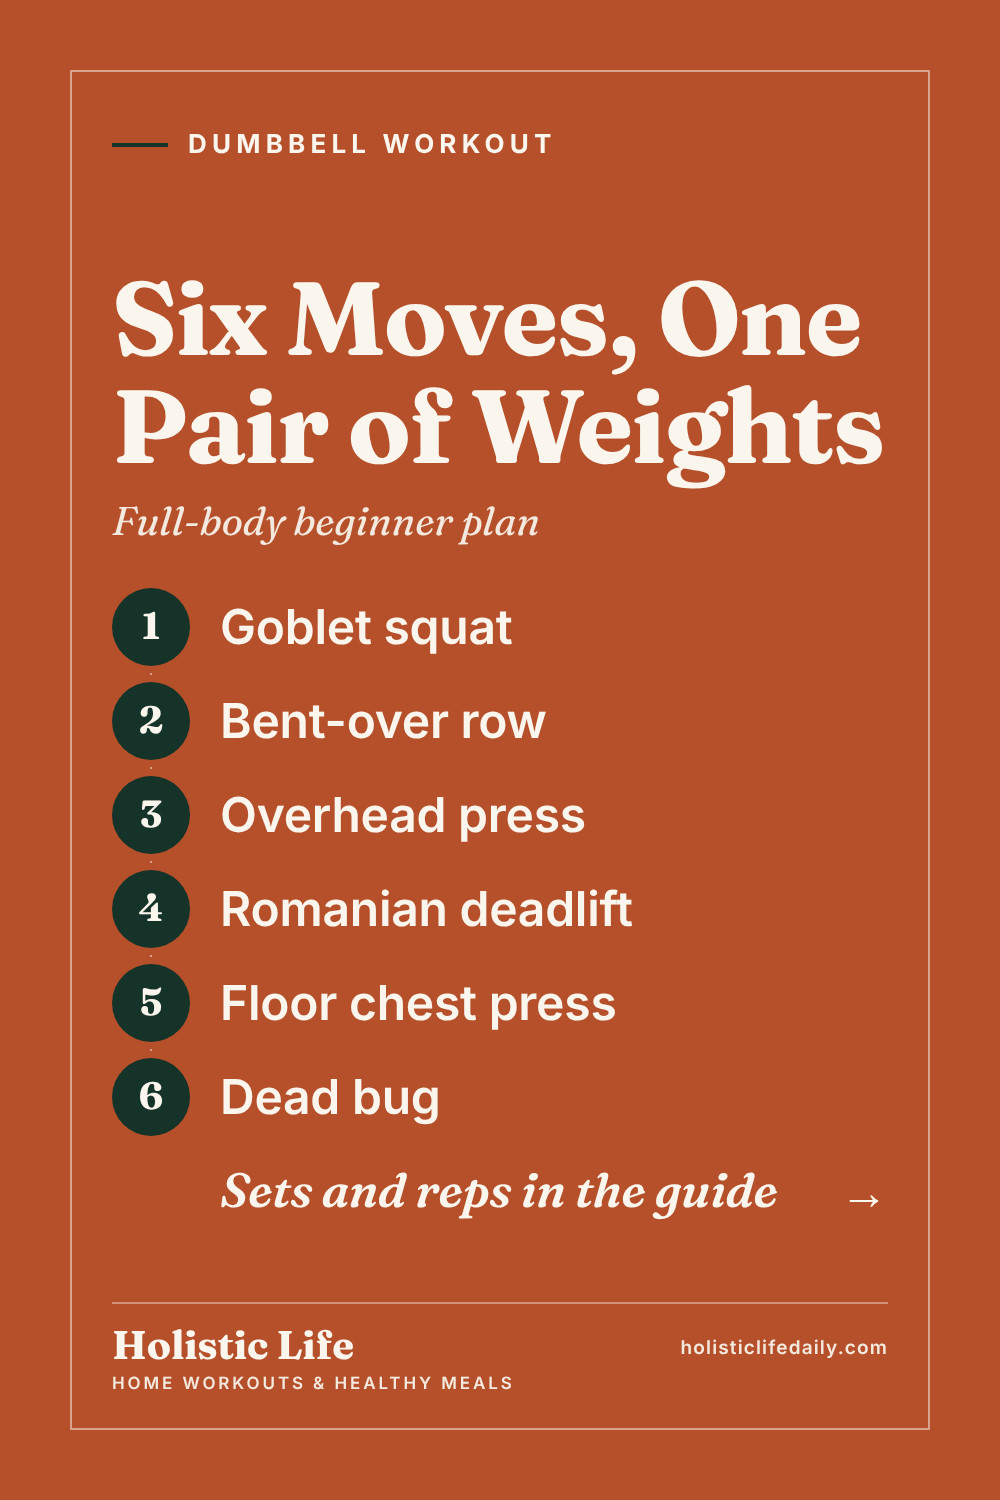 DUMBBELL WORKOUT
Six Moves, One
Pair of Weights
Full-body beginner plan
1 Goblet squat
2 Bent-over row
3 Overhead press
4 Romanian deadlift
5 Floor chest press
6 Dead bug
Sets and reps in the guide →
Holistic Life
holisticlifedaily.com
HOME WORKOUTS & HEALTHY MEALS